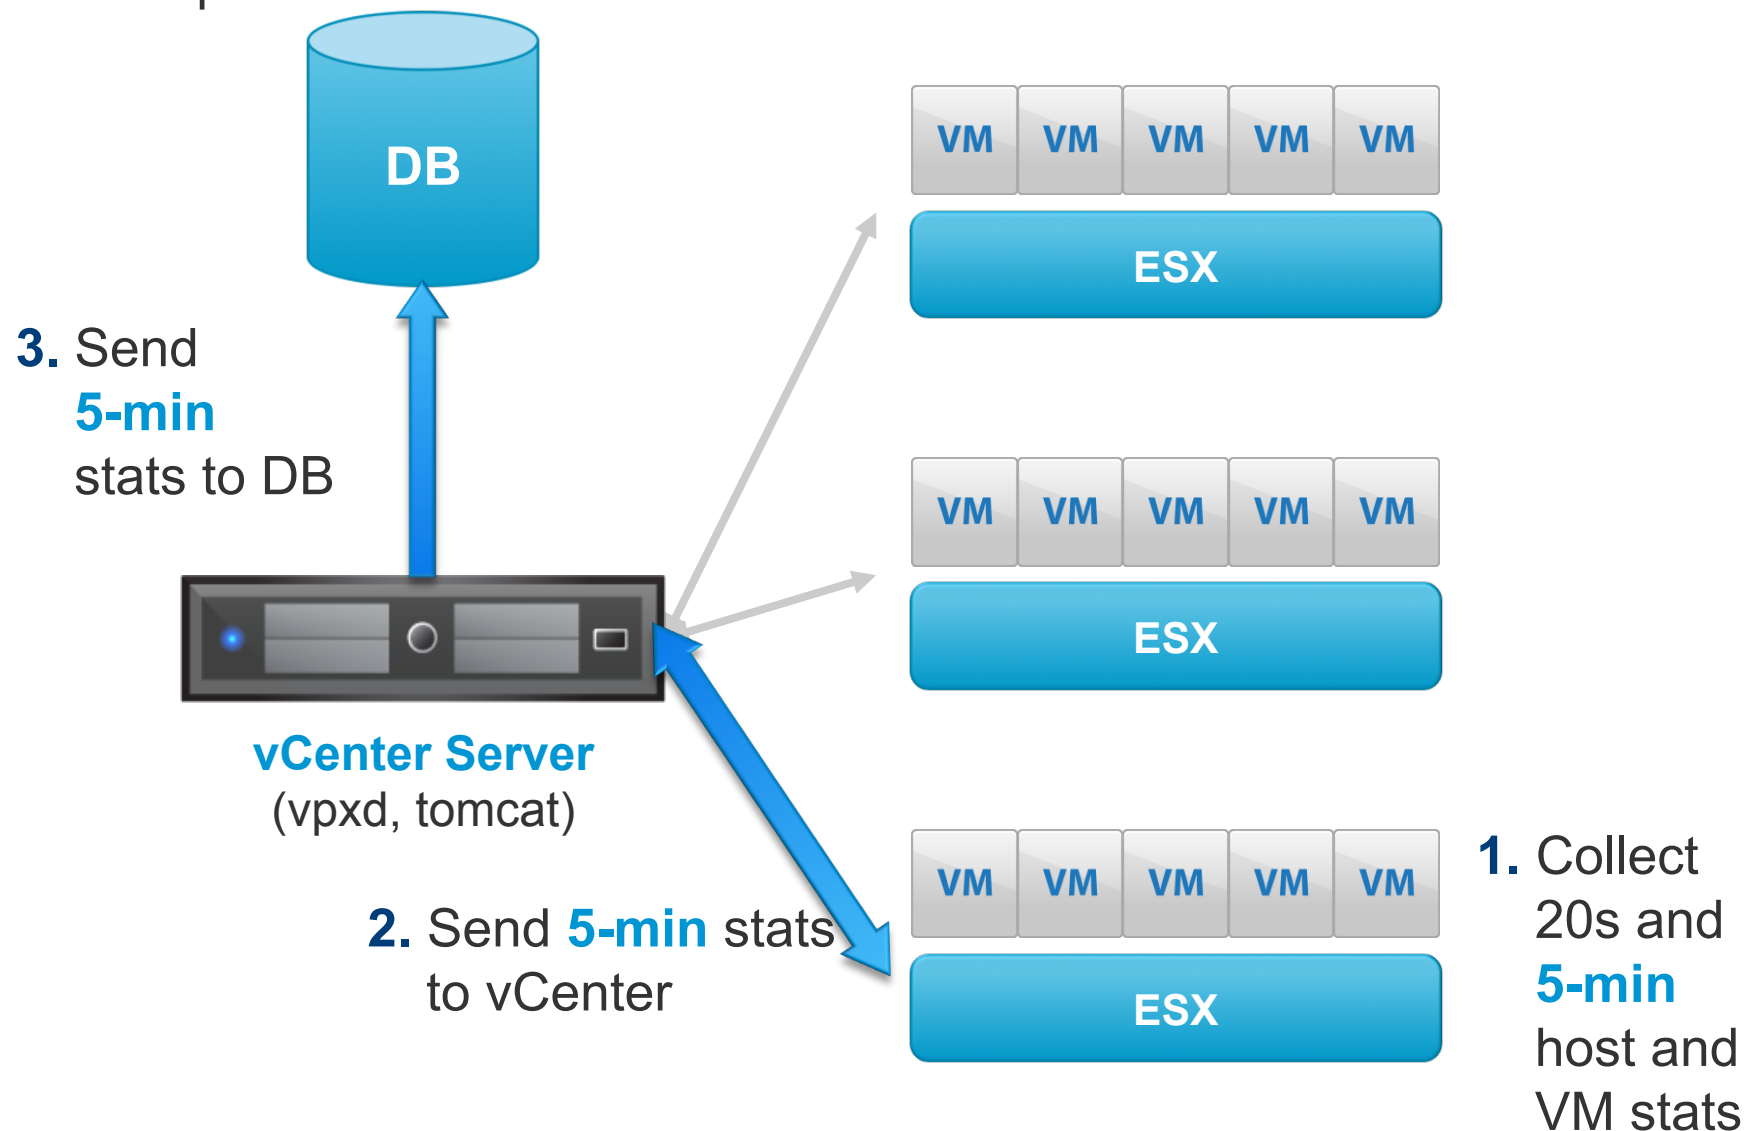 DB
VM VM VM VM VM
ESX
3. Send
5-min
stats to DB
VM VM VM VM VM
ESX
vCenter Server
(vpxd, tomcat)
2. Send 5-min stats
to vCenter
VM VM VM VM VM
ESX
1. Collect
20s and
5-min
host and
VM stats